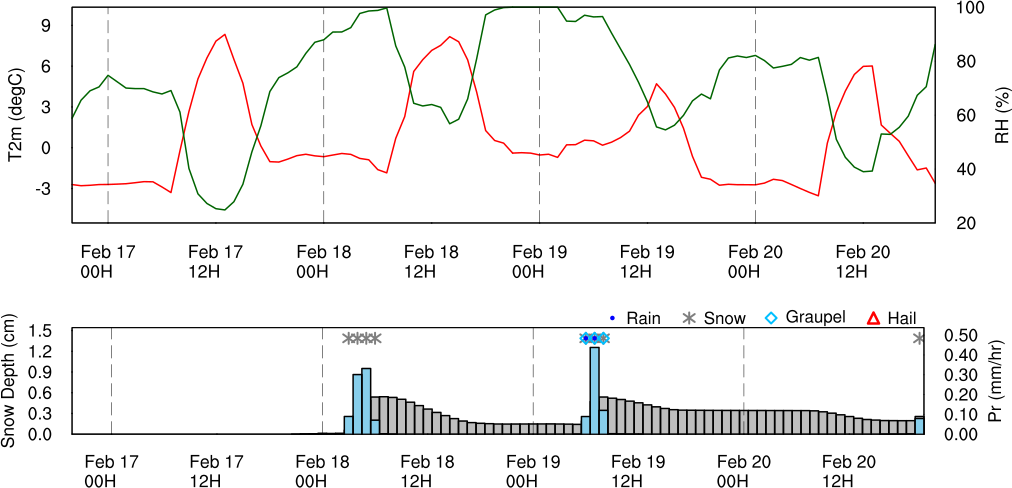 T2m (degC)
9
6
3
0
-3
100
80
60
40
20
RH (%)
Feb 17 Feb 17 Feb 18 Feb 18 Feb 19 Feb 19 Feb 20 Feb 20
00H 12H 00H 12H 00H 12H 00H 12H
Rain Snow Graupel Hail
Snow Depth (cm)
1.5
1.2
0.9
0.6
0.3
0.0
0.50
0.40
0.30
0.20
0.10
0.00
Pr (mm/hr)
Feb 17 Feb 17 Feb 18 Feb 18 Feb 19 Feb 19 Feb 20 Feb 20
00H 12H 00H 12H 00H 12H 00H 12H